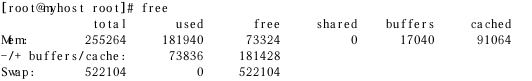 [root@myhost root]# free
total used free shared buffers cached
Mem: 255264 181940 73324 0 17040 91064
-/+ buffers/cache: 73836 181428
Swap: 522104 0 522104